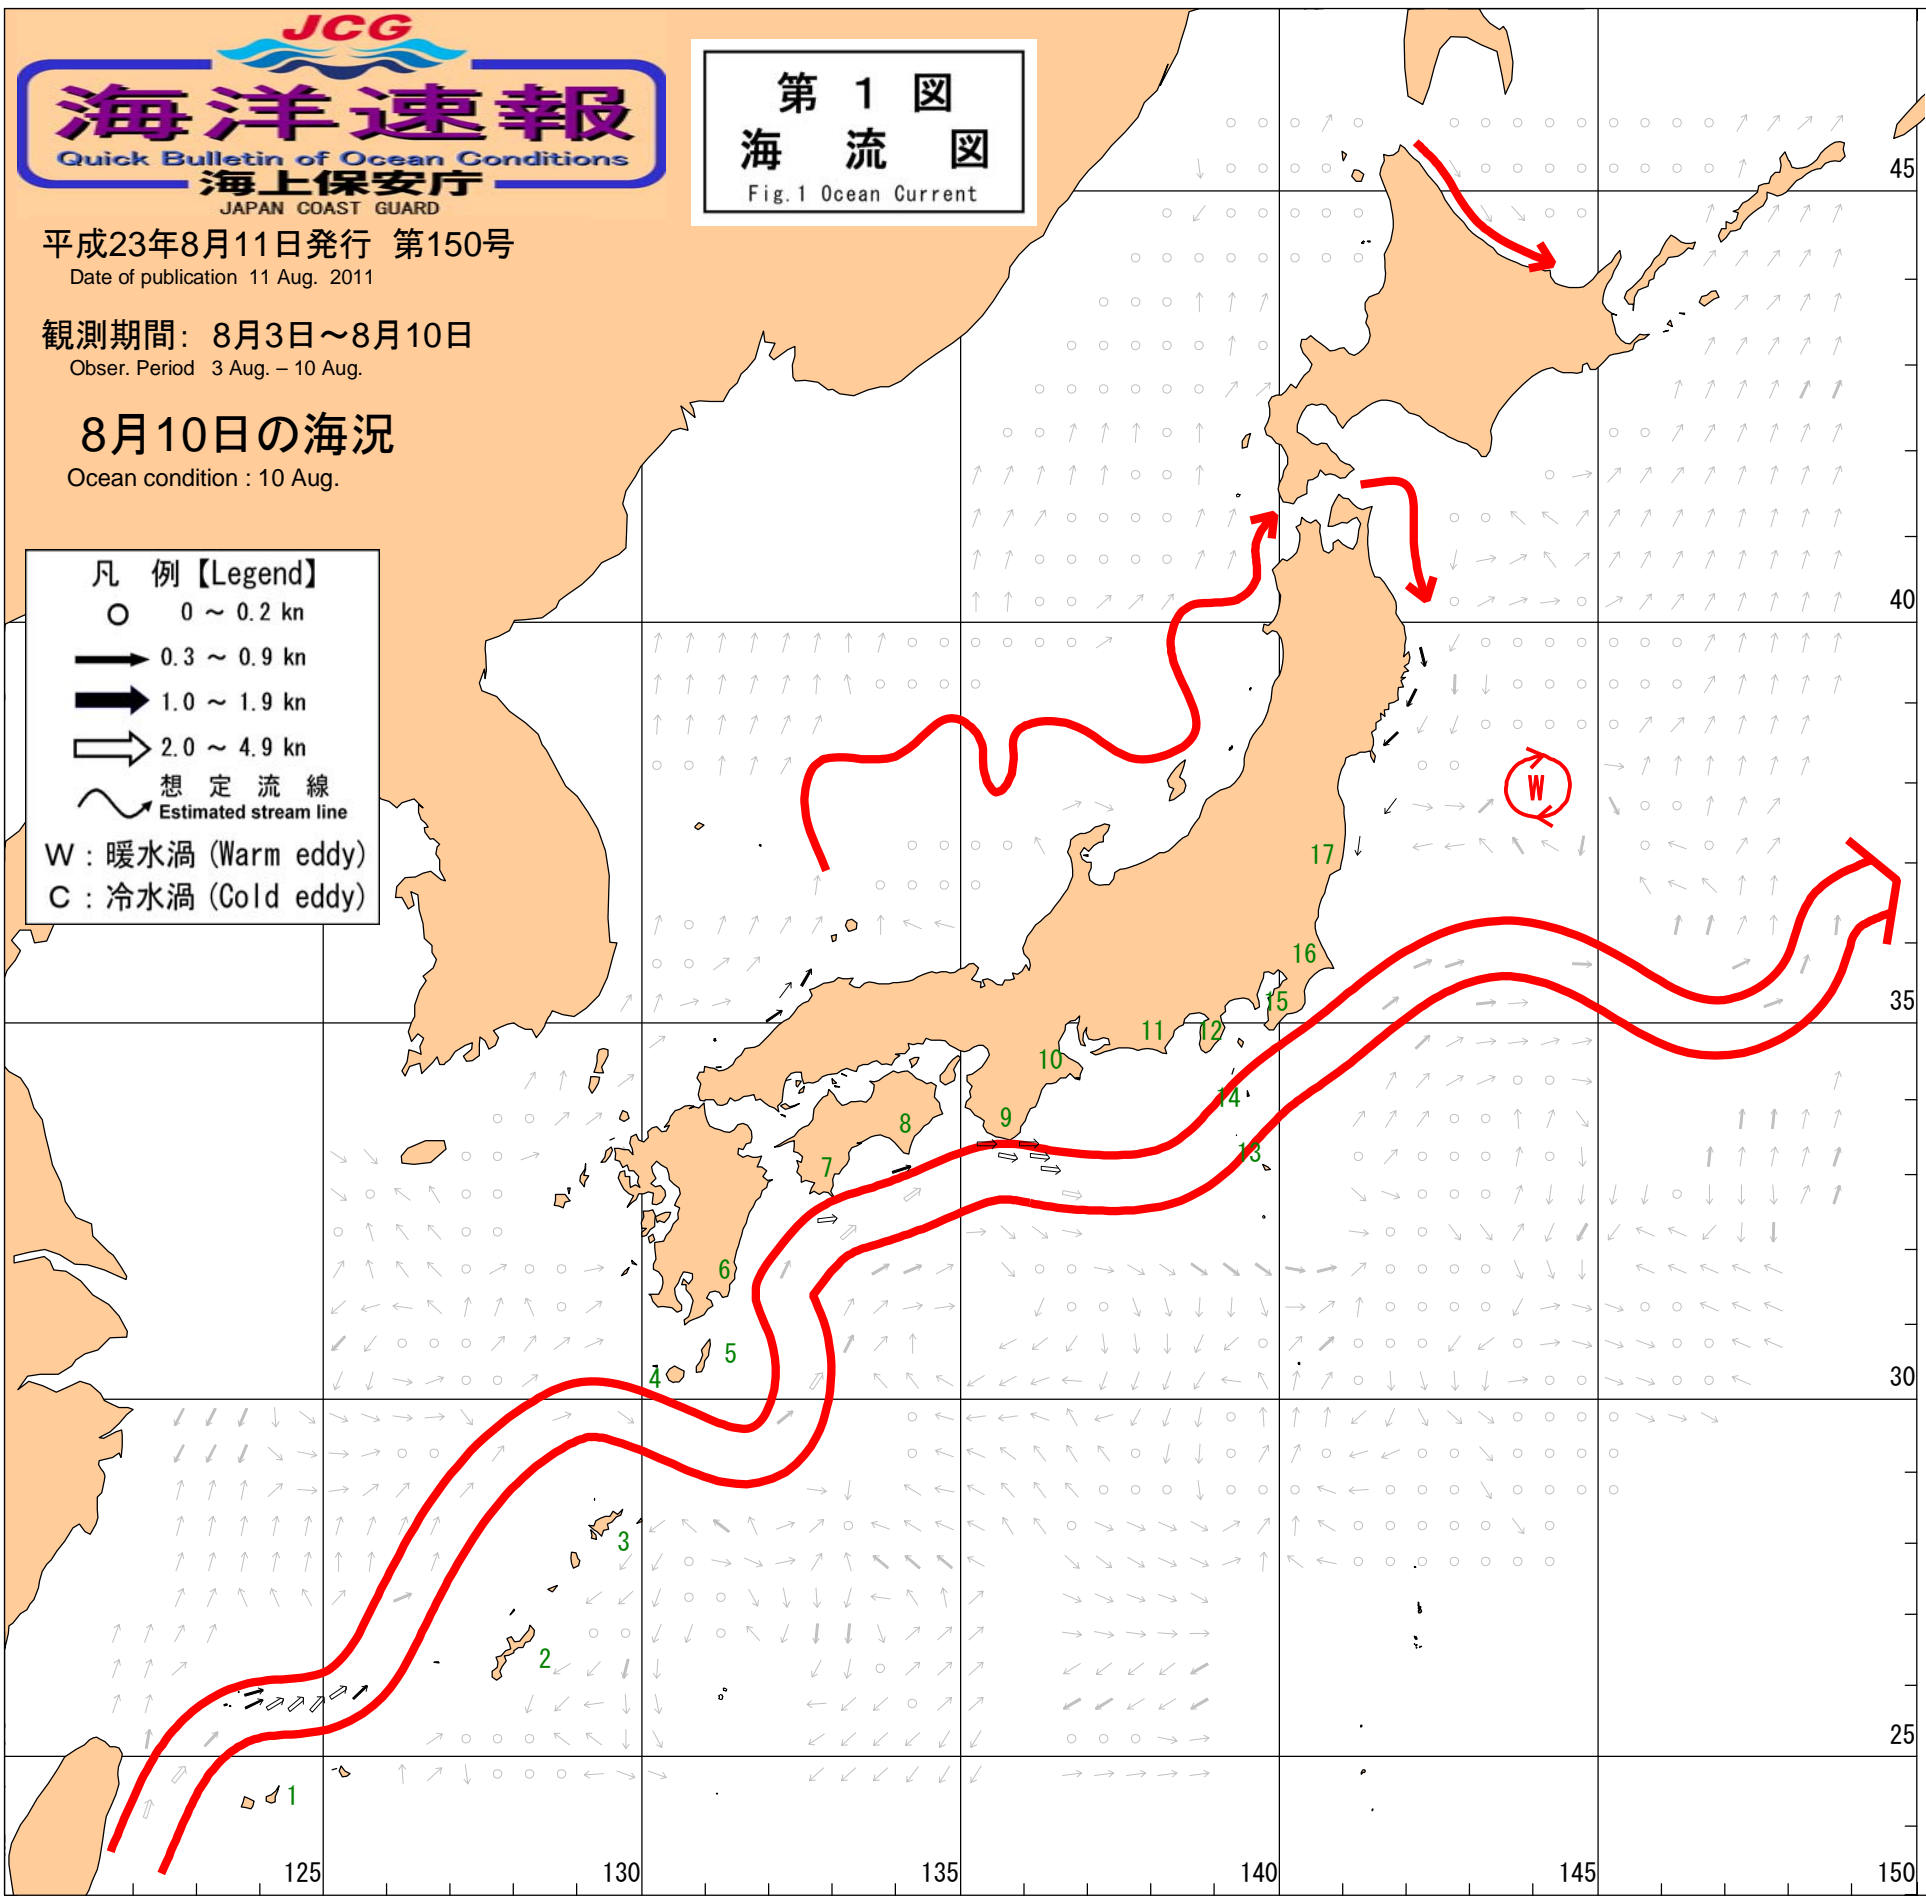 JCG
海洋速報
Quick Bulletin of Ocean Conditions
海上保安庁
JAPAN COAST GUARD
平成23年8月11日発行 第150号
Date of publication 11 Aug. 2011
観測期間： 8月3日～8月10日
Obser. Period 3 Aug. – 10 Aug.
8月10日の海況
Ocean condition : 10 Aug.
第 1 図
海 流 図
Fig.1 Ocean Current
凡 例【Legend】
0 ～ 0.2 kn
0.3 ～ 0.9 kn
1.0 ～ 1.9 kn
2.0 ～ 4.9 kn
想 定 流 線
Estimated stream line
W : 暖水渦 (Warm eddy)
C : 冷水渦 (Cold eddy)
45
40
W
17
16
35
15
12
11
10
14
9
8
13
7
6
5
4
30
3
2
25
1
125
130
135
140
145
150